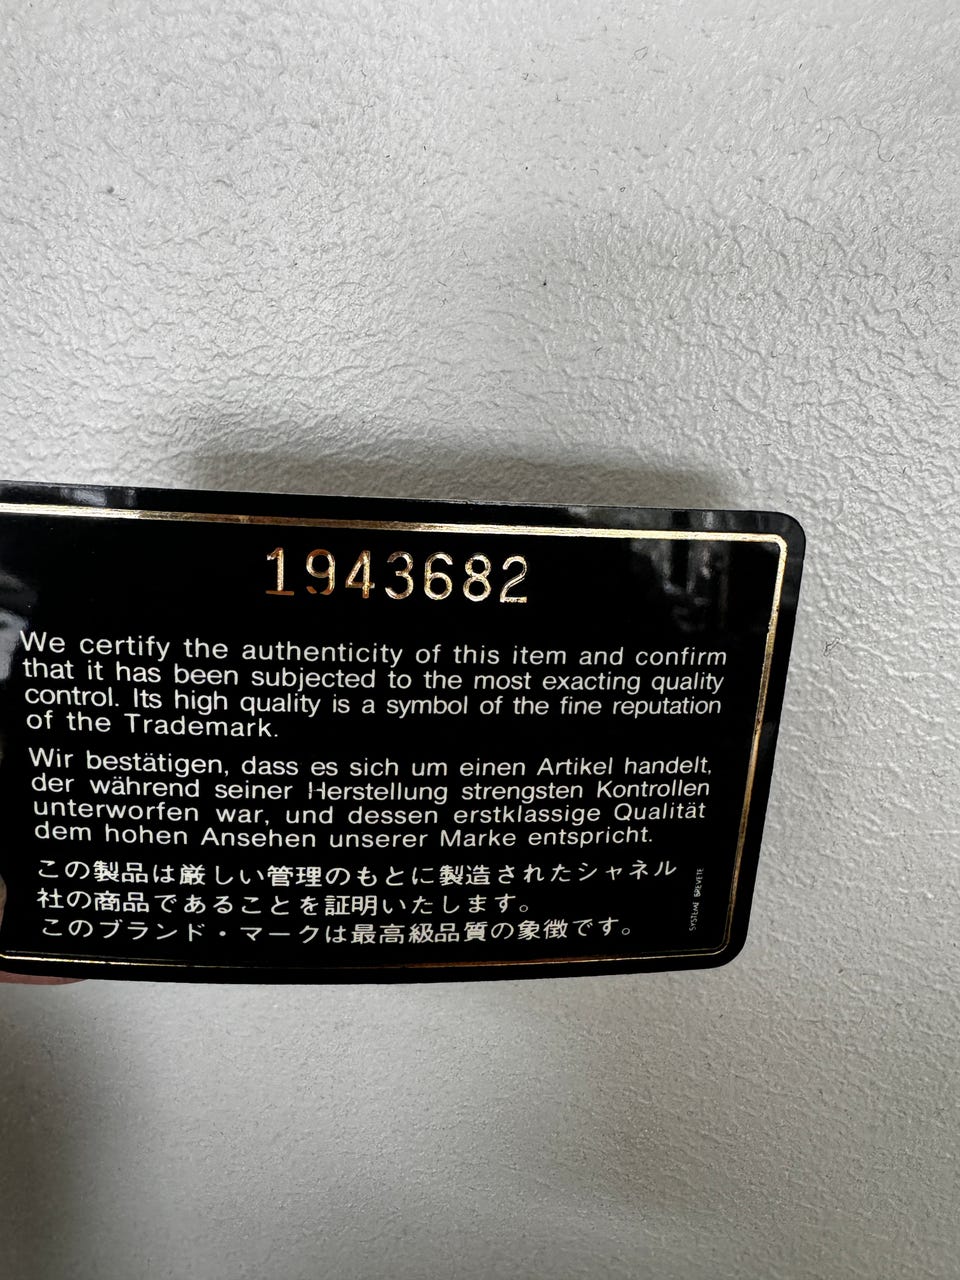 1943682
We certify the authenticity of this item and confirm
that it has been subjected to the most exacting quality
control. Its high quality is a symbol of the fine reputation
of the Trademark.
Wir bestätigen, dass es sich um einen Artikel handelt,
der während seiner Herstellung strengsten Kontrollen
unterworfen war, und dessen erstklassige Qualität
dem hohen Ansehen unserer Marke entspricht.
この製品は厳しい管理のもとに製造されたシャネル
社の商品であることを証明いたします。
このブランド・マークは最高級品質の象徴です。
SYSTEME BREVETE